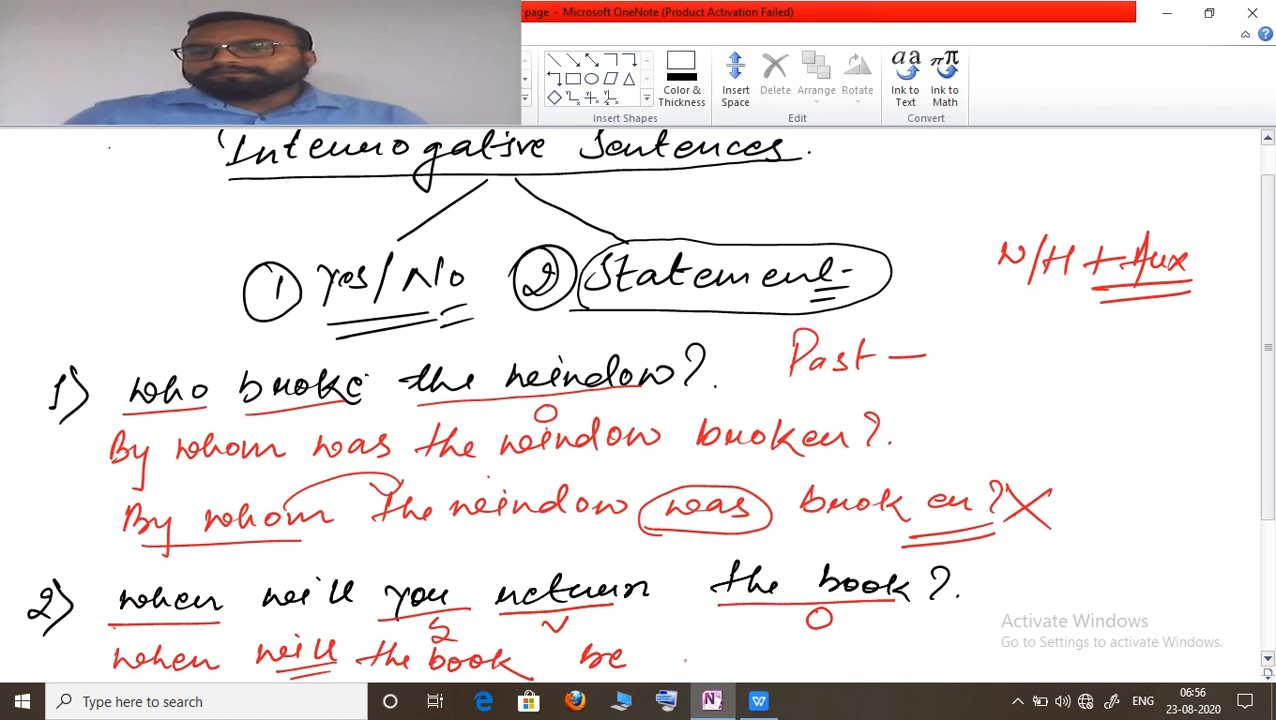 page - Microsoft OneNote (Product Activation Failed)
Color & Thickness
Insert Space
Delete
Arrange
Rotate
Ink to Text
Ink to Math
Insert Shapes
Edit
Convert
Interrogative Sentences.
① Yes/No ② Statement-
W/H + Aux
Past —
1) who broke the window?
O
By whom was the window broken?
By whom the window was broken? X
2) when will you return the book?
S V O
when will the book be
Activate Windows
Go to Settings to activate Windows.
Type here to search
ENG
06:56
23-08-2020